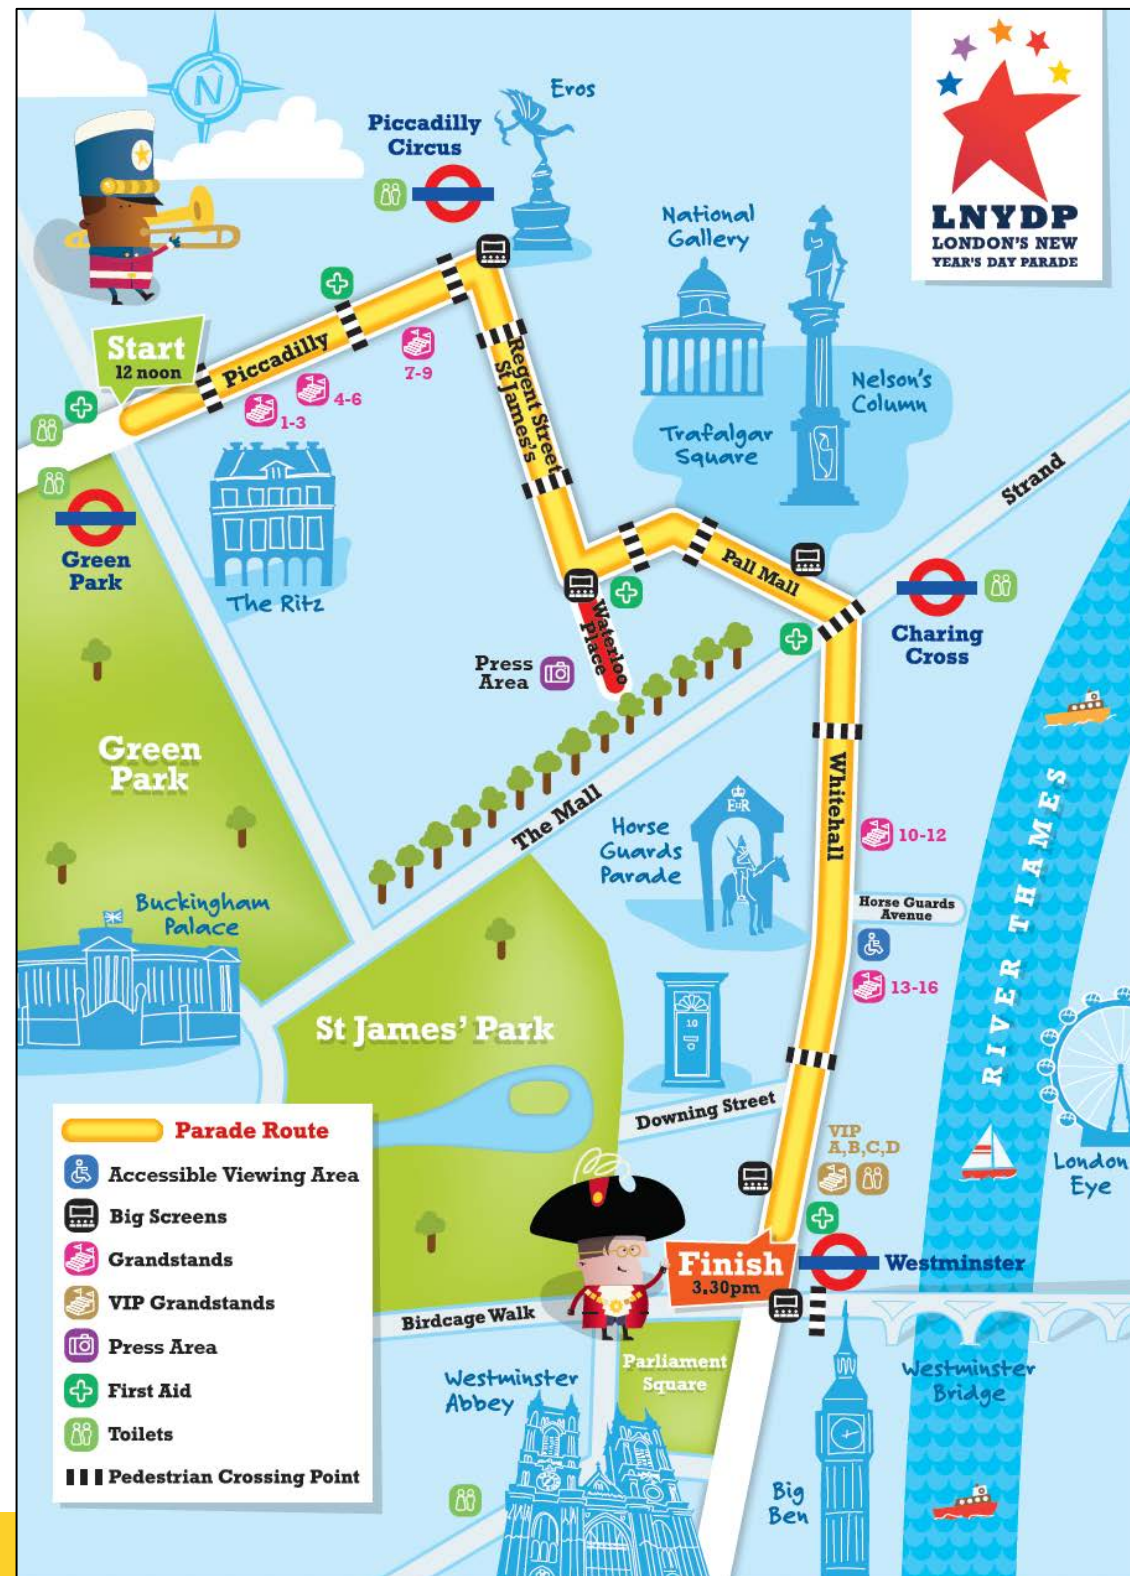 N
Eros
Piccadilly
Circus
LNYDP
LONDON'S NEW
YEAR'S DAY PARADE
National
Gallery
Start
12 noon
Piccadilly
7-9
4-6
1-3
Regent Street
St James's
Nelson's
Column
Trafalgar
Square
Strand
Green
Park
The Ritz
Pall Mall
Charing
Cross
Waterloo
Place
Press
Area
Green
Park
The Mall
Whitehall
E R
Horse
Guards
Parade
10-12
RIVER THAMES
Buckingham
Palace
Horse Guards
Avenue
13-16
St James' Park
10
Downing Street
VIP
A,B,C,D
London
Eye
Parade Route
Accessible Viewing Area
Big Screens
Grandstands
VIP Grandstands
Press Area
First Aid
Toilets
Pedestrian Crossing Point
Finish
3.30pm
Westminster
Birdcage Walk
Parliament
Square
Westminster
Abbey
Westminster
Bridge
Big
Ben